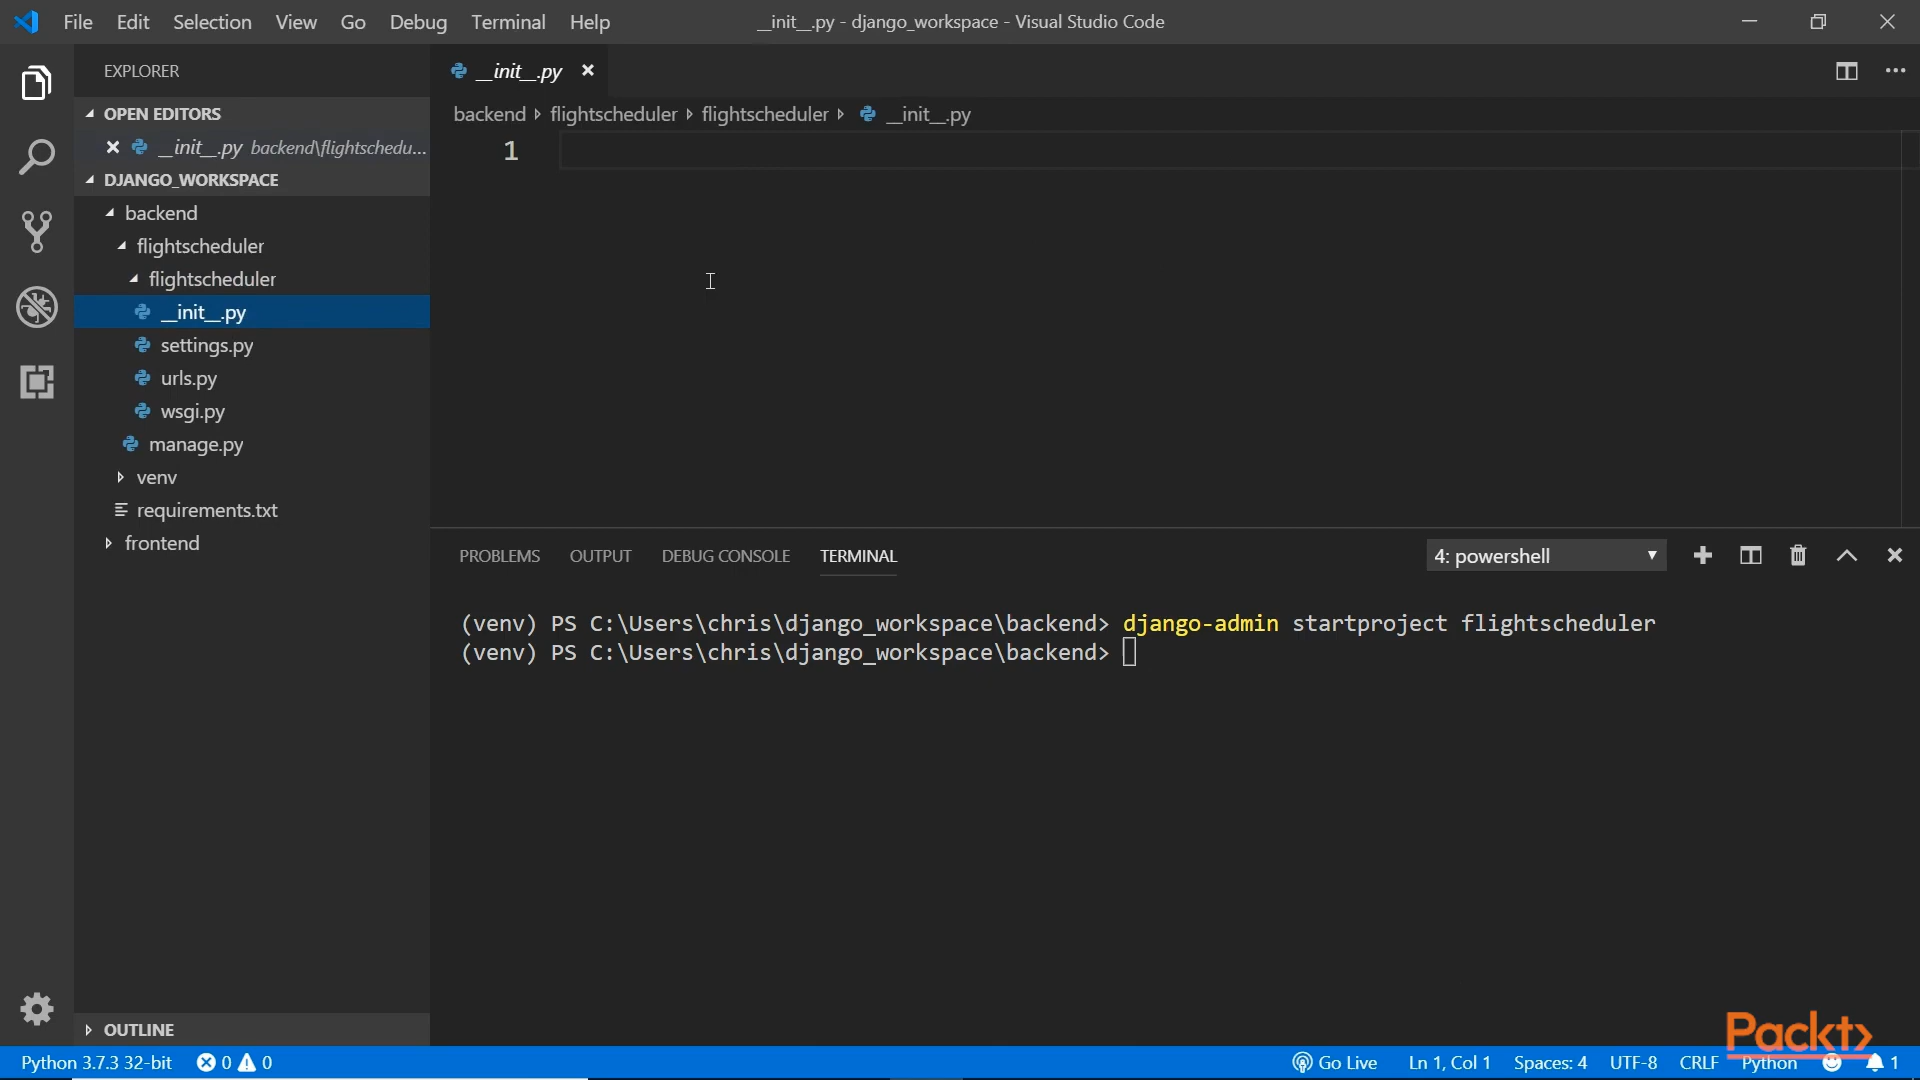 File Edit Selection View Go Debug Terminal Help
__init__.py - django_workspace - Visual Studio Code
EXPLORER
OPEN EDITORS
__init__.py backend\flightschedu...
DJANGO_WORKSPACE
backend
flightscheduler
flightscheduler
__init__.py
settings.py
urls.py
wsgi.py
manage.py
venv
requirements.txt
frontend
OUTLINE
__init__.py
backend flightscheduler flightscheduler __init__.py
1
PROBLEMS OUTPUT DEBUG CONSOLE TERMINAL
4: powershell
(venv) PS C:\Users\chris\django_workspace\backend> django-admin startproject flightscheduler
(venv) PS C:\Users\chris\django_workspace\backend>
Packt>
Python 3.7.3 32-bit 0 0 Go Live Ln 1, Col 1 Spaces: 4 UTF-8 CRLF Python 1